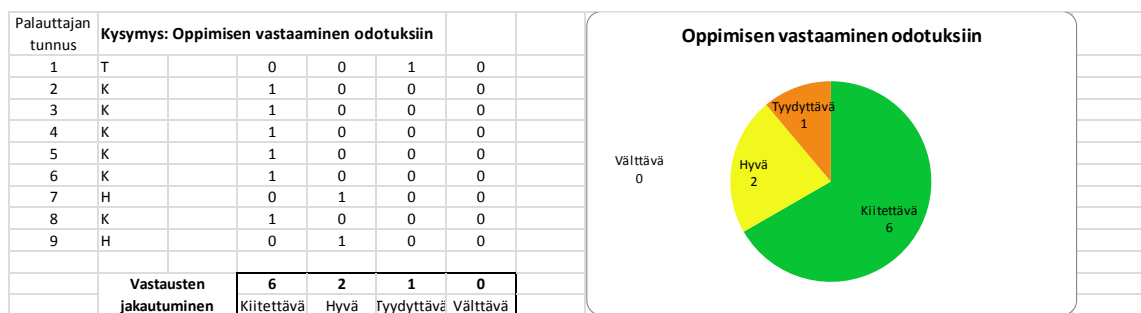 Palauttajan
tunnus
Kysymys: Oppimisen vastaaminen odotuksiin
1 T 0 0 1 0
2 K 1 0 0 0
3 K 1 0 0 0
4 K 1 0 0 0
5 K 1 0 0 0
6 K 1 0 0 0
7 H 0 1 0 0
8 K 1 0 0 0
9 H 0 1 0 0
Vastausten 6 2 1 0
jakautuminen Kiitettävä Hyvä Tyydyttävä Välttävä
Oppimisen vastaaminen odotuksiin
Tyydyttävä
1
Välttävä
0
Hyvä
2
Kiitettävä
6